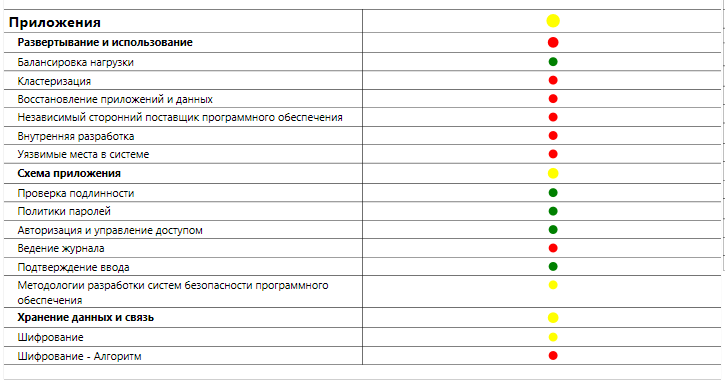 Приложения
Развертывание и использование
Балансировка нагрузки
Кластеризация
Восстановление приложений и данных
Независимый сторонний поставщик программного обеспечения
Внутренняя разработка
Уязвимые места в системе
Схема приложения
Проверка подлинности
Политики паролей
Авторизация и управление доступом
Ведение журнала
Подтверждение ввода
Методологии разработки систем безопасности программного
обеспечения
Хранение данных и связь
Шифрование
Шифрование - Алгоритм